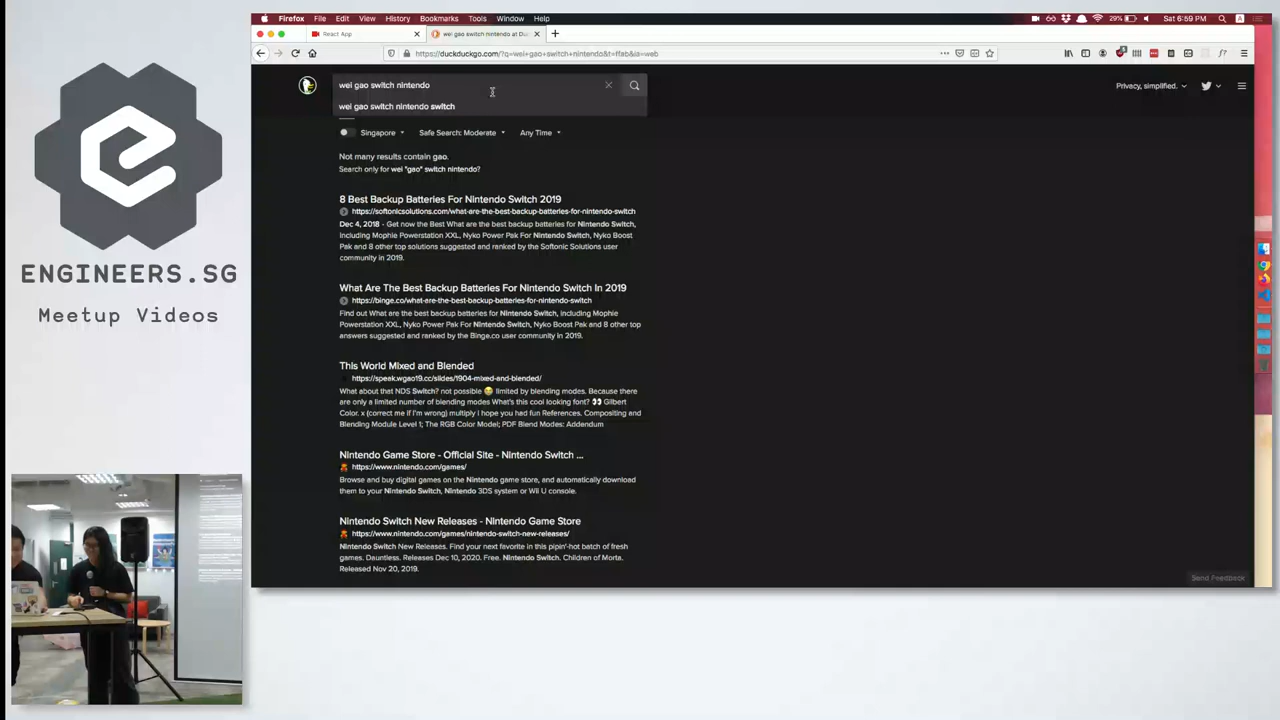 Firefox File Edit View History Bookmarks Tools Window Help
29% Sat 6:59 PM
React App
wei gao switch nintendo at Du
https://duckduckgo.com/?q=wei+gao+switch+nintendo&t=ffab&ia=web
wei gao switch nintendo
Privacy, simplified.
wei gao switch nintendo switch
Singapore Safe Search: Moderate Any Time
Not many results contain gao.
Search only for wei "gao" switch nintendo?
8 Best Backup Batteries For Nintendo Switch 2019
https://softonicsolutions.com/what-are-the-best-backup-batteries-for-nintendo-switch
Dec 4, 2018 - Get now the Best What are the best backup batteries for Nintendo Switch,
including Mophie Powerstation XXL, Nyko Power Pak For Nintendo Switch, Nyko Boost
Pak and 8 other top solutions suggested and ranked by the Softonic Solutions user
community in 2019.
What Are The Best Backup Batteries For Nintendo Switch In 2019
https://binge.co/what-are-the-best-backup-batteries-for-nintendo-switch
Find out What are the best backup batteries for Nintendo Switch, including Mophie
Powerstation XXL, Nyko Power Pak For Nintendo Switch, Nyko Boost Pak and 8 other top
answers suggested and ranked by the Binge.co user community in 2019.
This World Mixed and Blended
https://speak.wgao19.cc/slides/1904-mixed-and-blended/
What about that NDS Switch? not possible 😭 limited by blending modes. Because there
are only a limited number of blending modes What's this cool looking font? 👀 Gilbert
Color. x (correct me if I'm wrong) multiply I hope you had fun References. Compositing and
Blending Module Level 1; The RGB Color Model; PDF Blend Modes: Addendum
Nintendo Game Store - Official Site - Nintendo Switch ...
https://www.nintendo.com/games/
Browse and buy digital games on the Nintendo game store, and automatically download
them to your Nintendo Switch, Nintendo 3DS system or Wii U console.
Nintendo Switch New Releases - Nintendo Game Store
https://www.nintendo.com/games/nintendo-switch-new-releases/
Nintendo Switch New Releases. Find your next favorite in this pipin'-hot batch of fresh
games. Dauntless. Releases Dec 10, 2020. Free. Nintendo Switch. Children of Morta.
Released Nov 20, 2019.
Send Feedback
ENGINEERS.SG
Meetup Videos